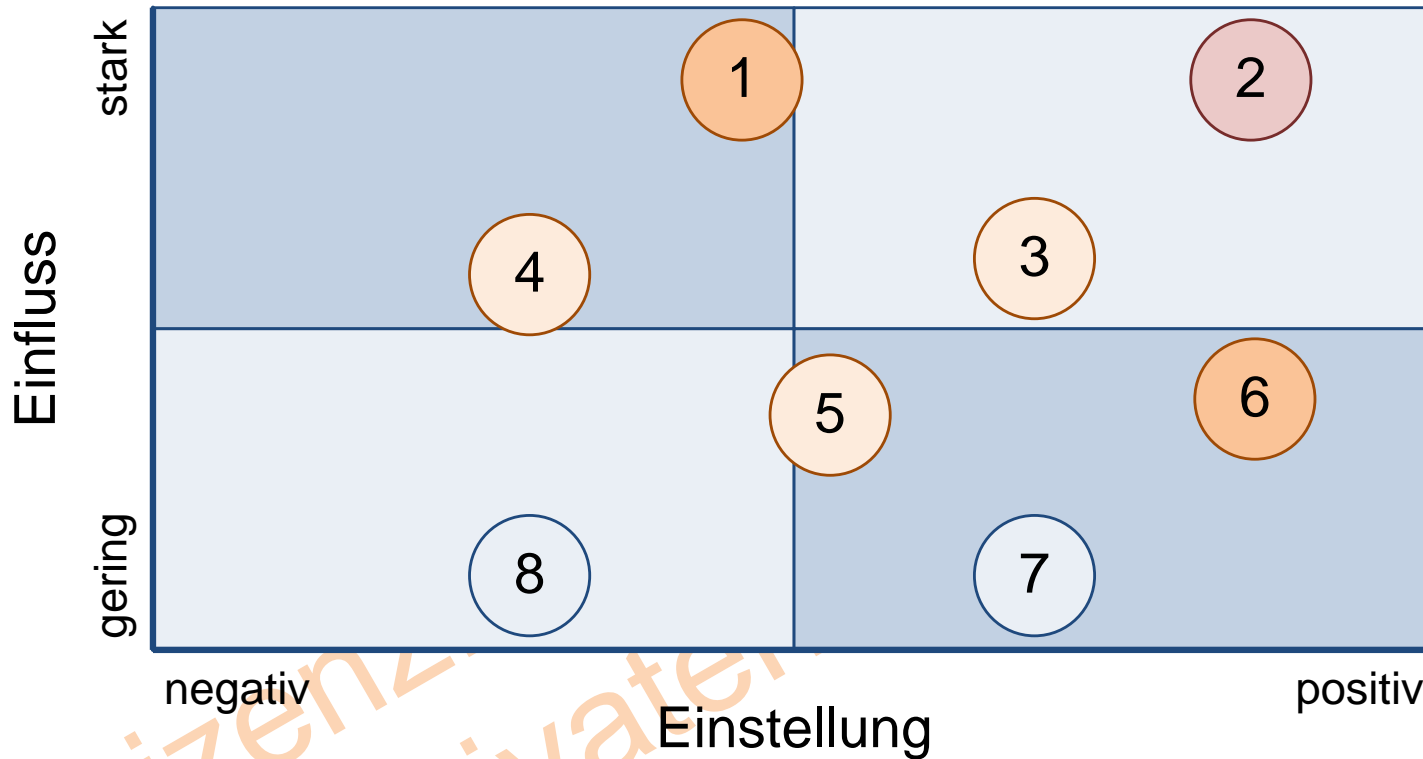 stark
1
2
Einfluss
4
3
5
6
gering
8
7
negativ
positiv
Einstellung